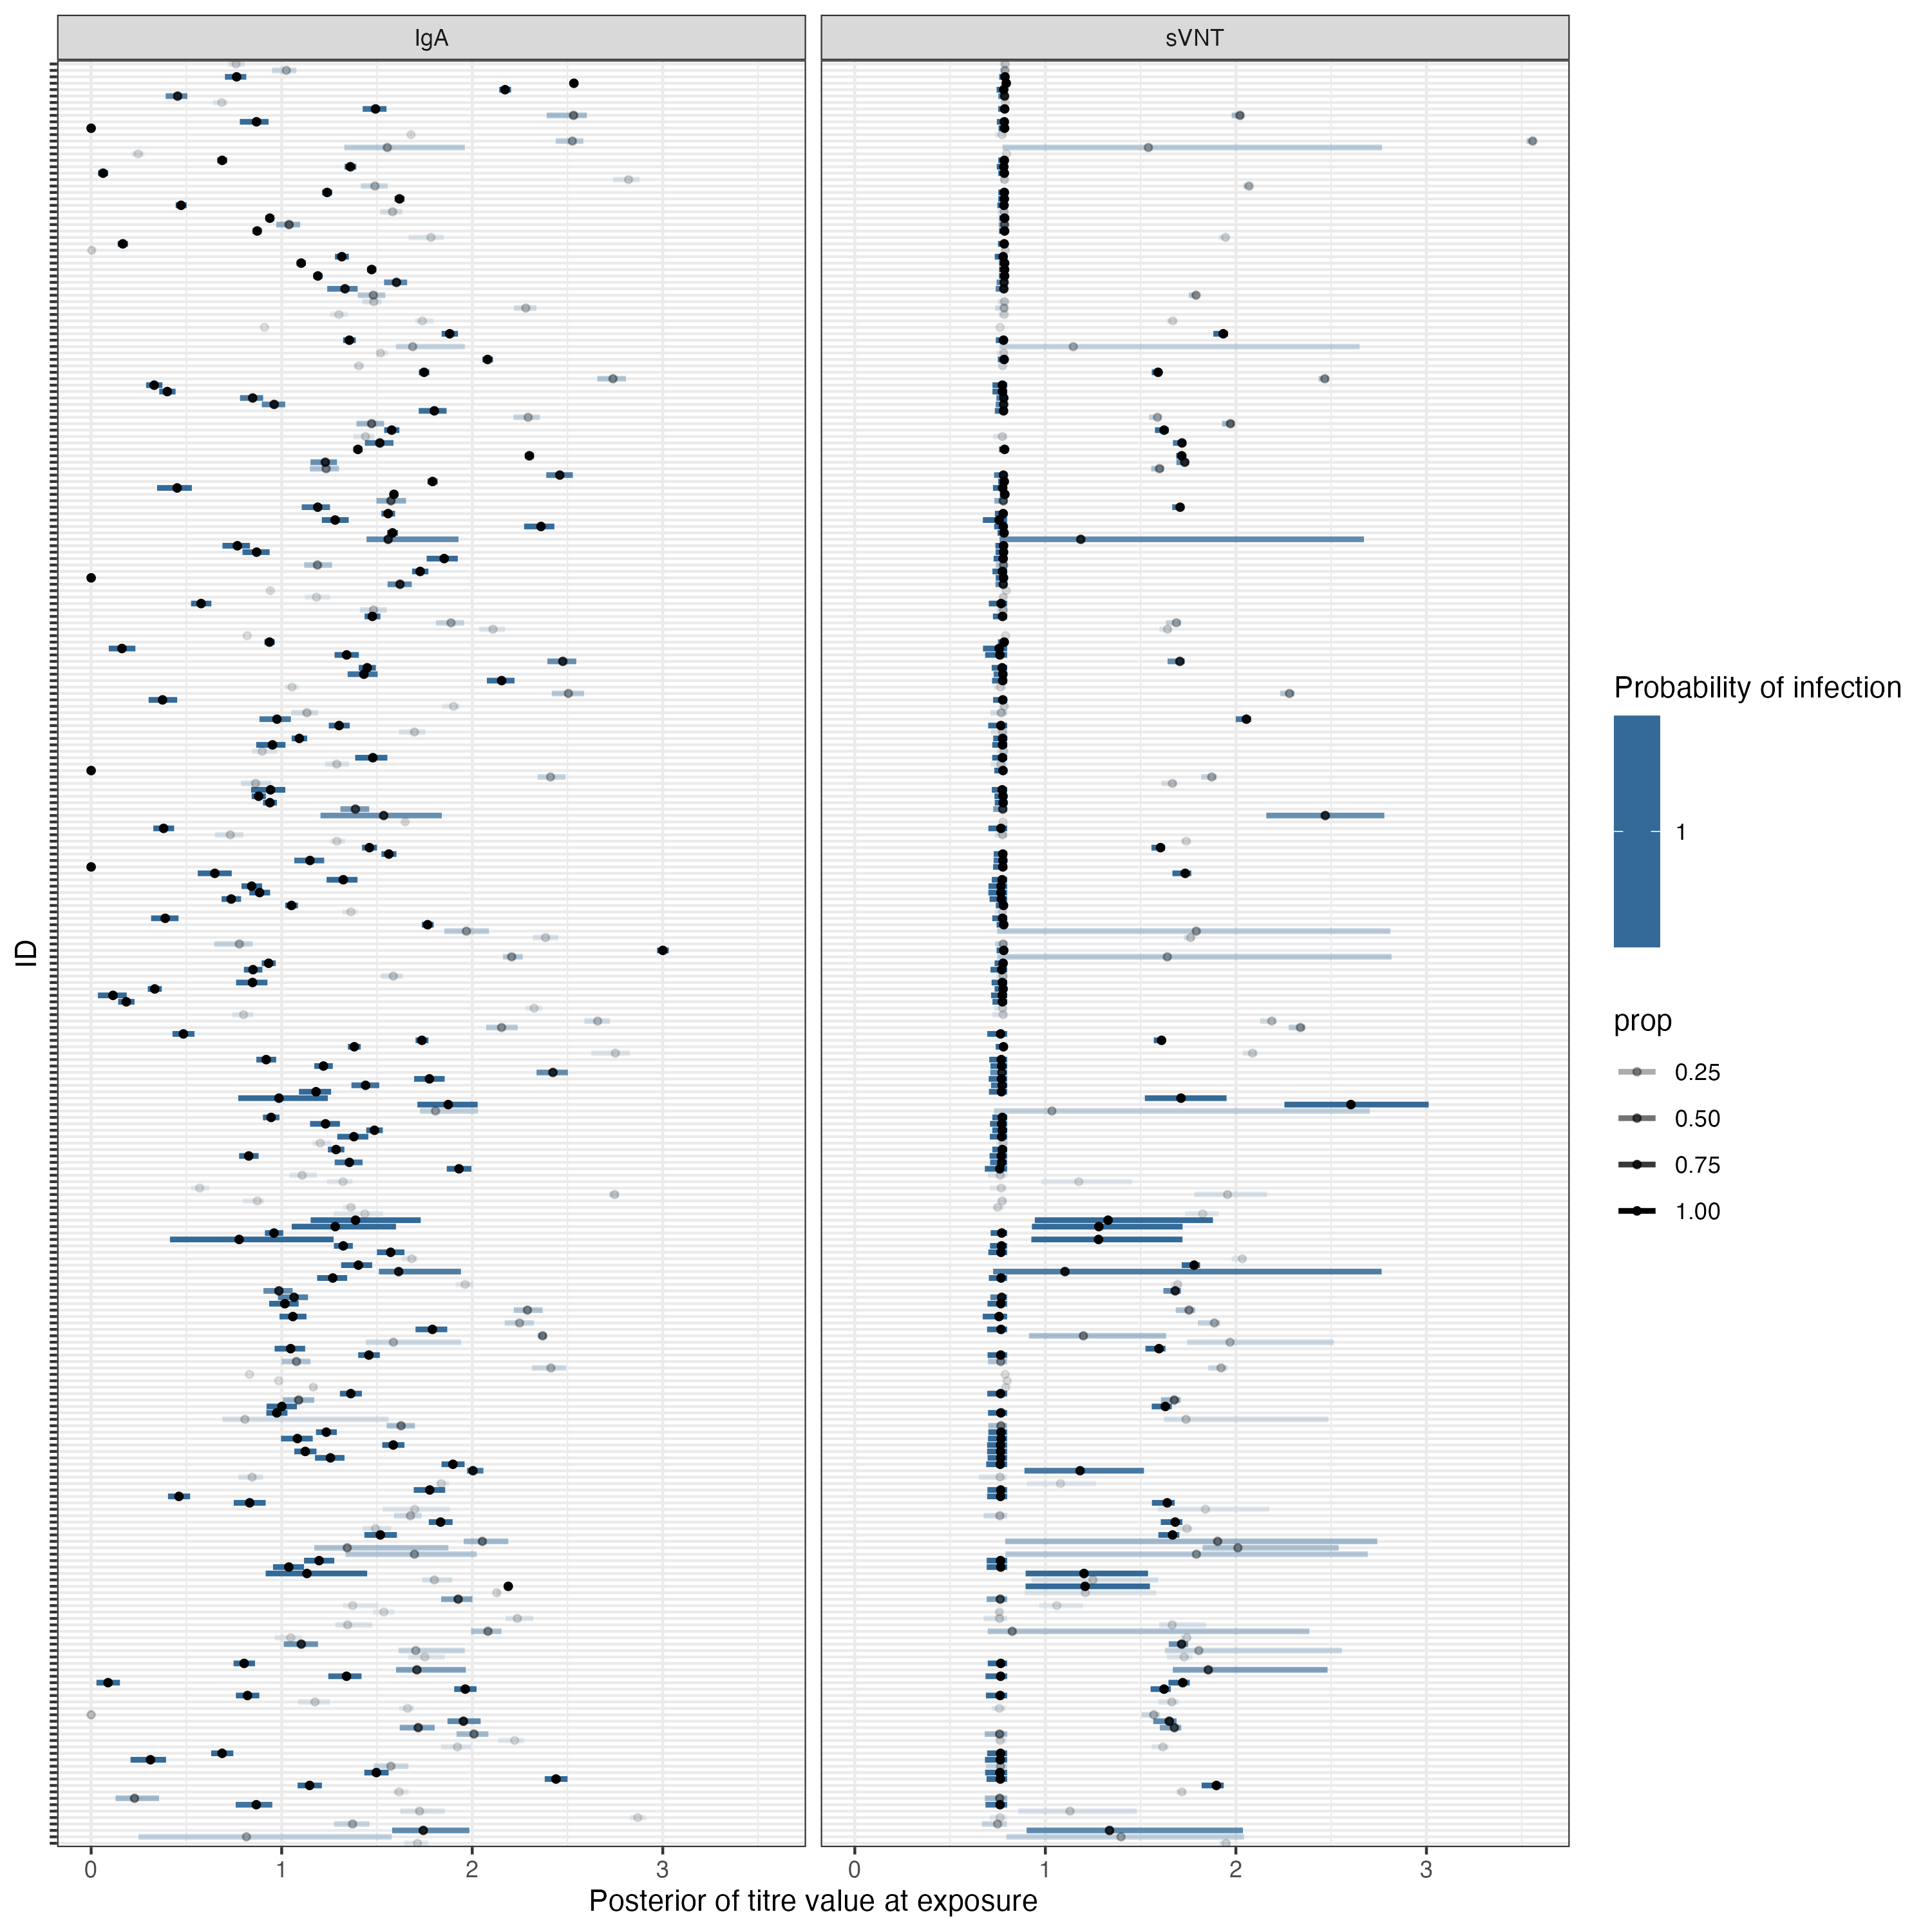 IgA
sVNT
ID
0
1
2
3
0
1
2
3
Posterior of titre value at exposure
Probability of infection
1
prop
0.25
0.50
0.75
1.00